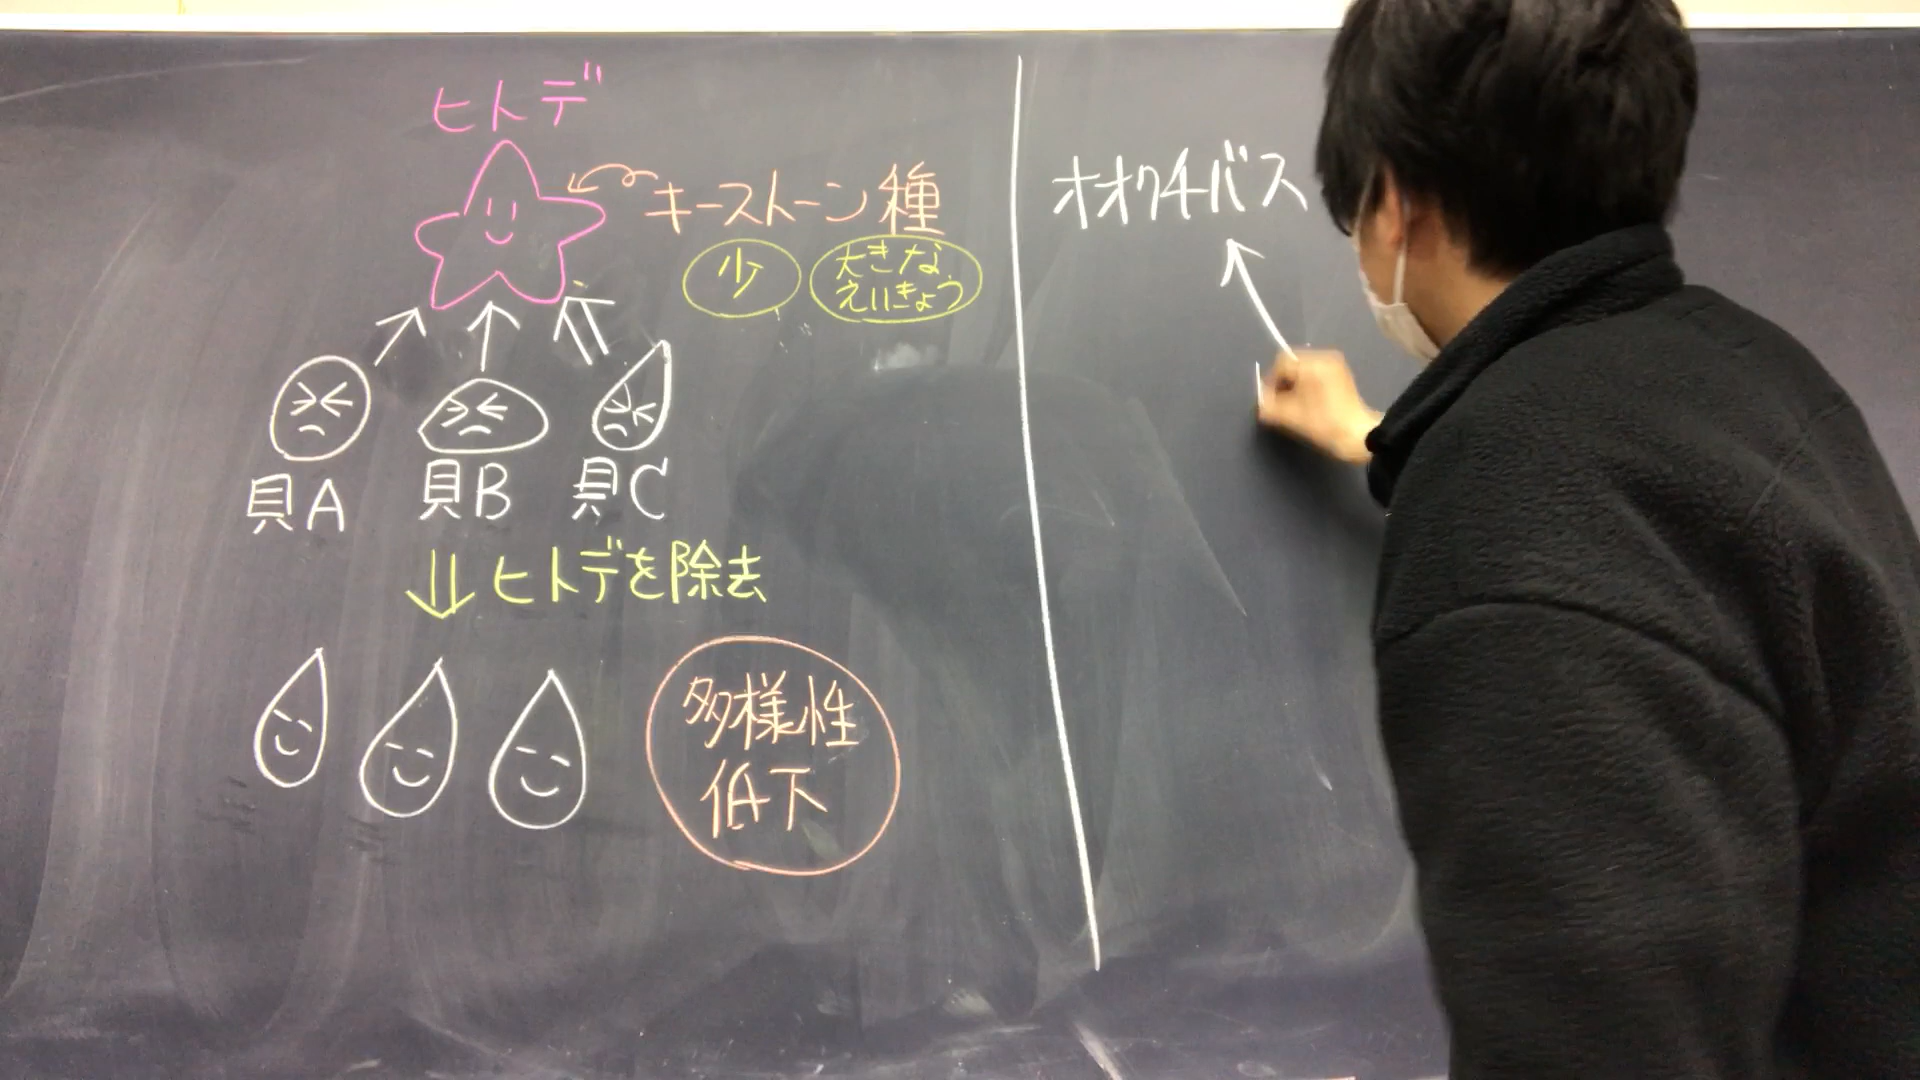 ヒトデ
キーストーン種
少
大きな
えいきょう
貝A
貝B
貝C
ヒトデを除去
多様性
低下
オオクチバス